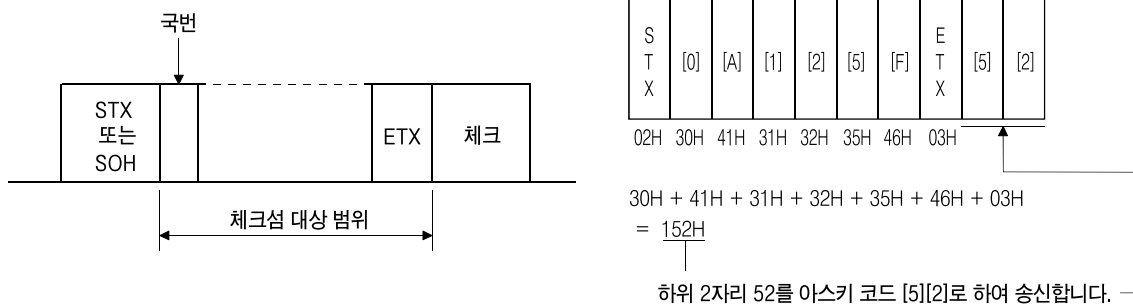 국번
STX
또는
SOH
ETX
체크
체크섬 대상 범위
STX [0] [A] [1] [2] [5] [F] ETX [5] [2]
02H 30H 41H 31H 32H 35H 46H 03H
30H + 41H + 31H + 32H + 35H + 46H + 03H
= 152H
하위 2자리 52를 아스키 코드 [5][2]로 하여 송신합니다.